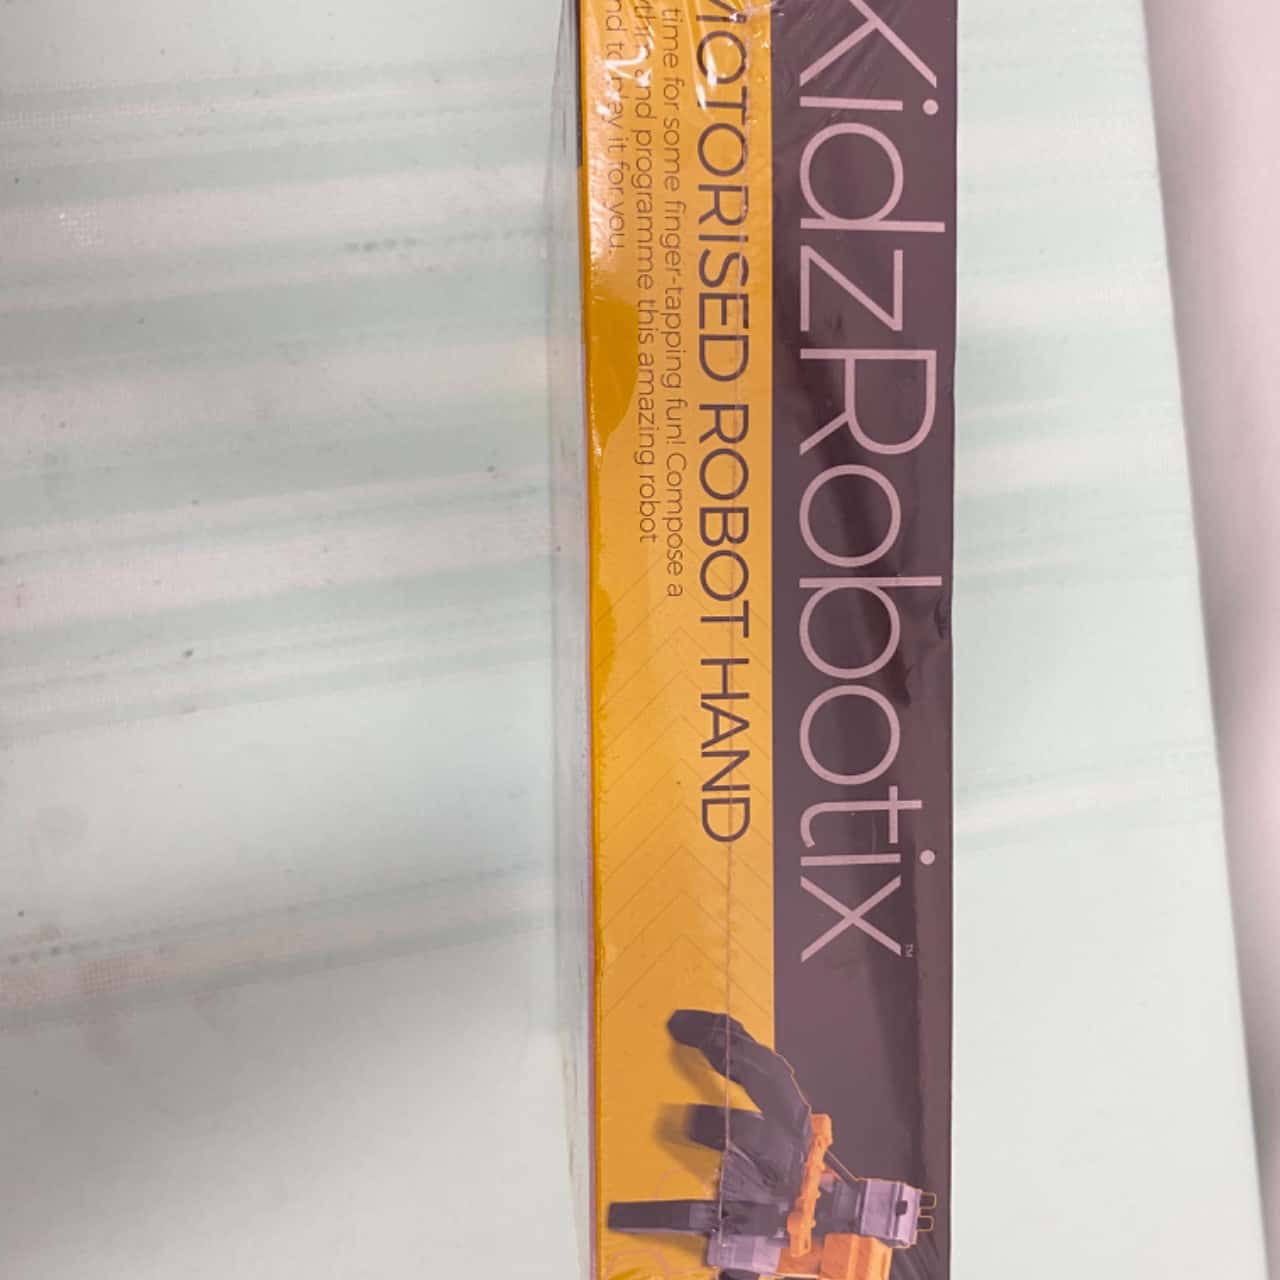 KidzRobotix™
MOTORISED ROBOT HAND
time for some finger-tapping fun! Compose a
and programme this amazing robot
play it for you.